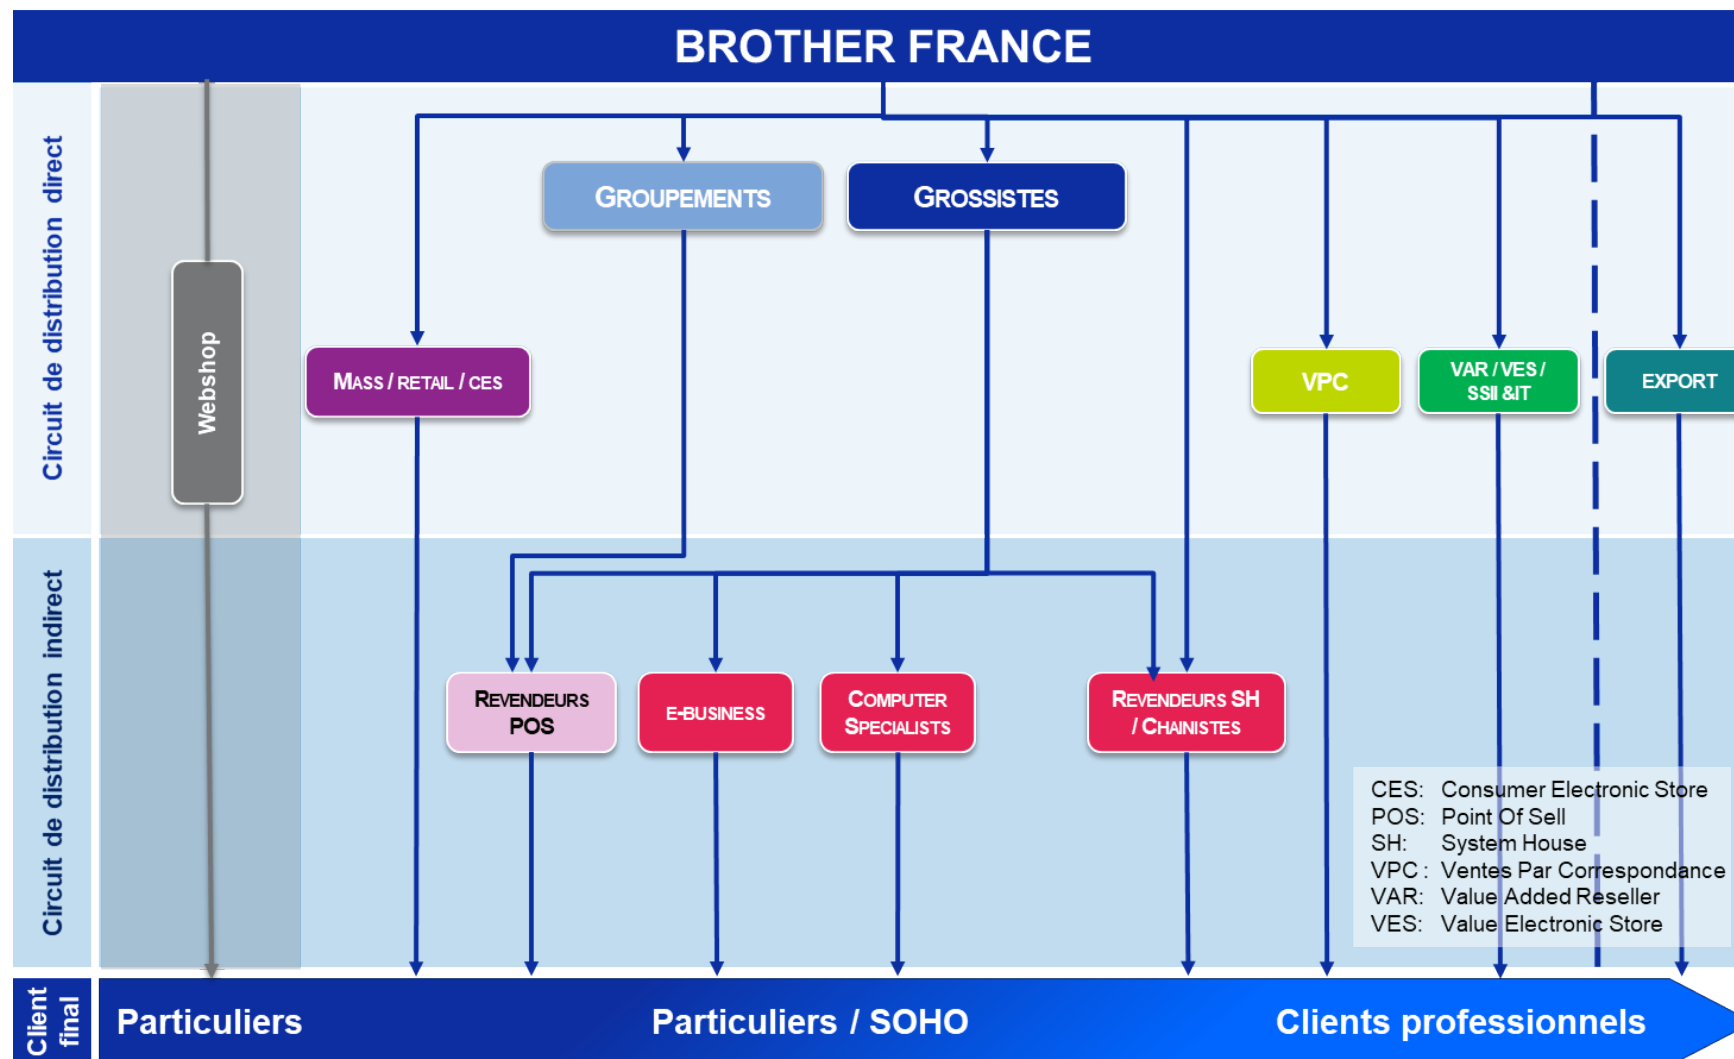 BROTHER FRANCE
Circuit de distribution direct
GROUPEMENTS
GROSSISTES
Webshop
MASS / RETAIL / CES
VPC
VAR / VES /
SSII &IT
EXPORT
Circuit de distribution indirect
REVENDEURS
POS
E-BUSINESS
COMPUTER
SPECIALISTS
REVENDEURS SH
/ CHAINISTES
CES: Consumer Electronic Store
POS: Point Of Sell
SH: System House
VPC : Ventes Par Correspondance
VAR: Value Added Reseller
VES: Value Electronic Store
Client
final
Particuliers
Particuliers / SOHO
Clients professionnels